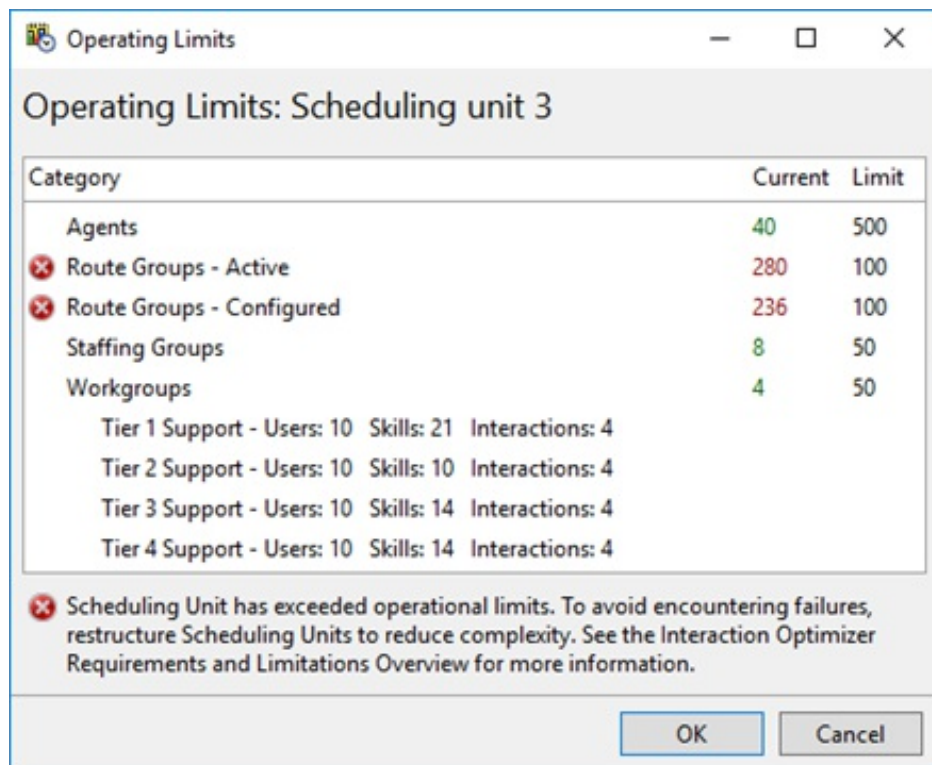 Operating Limits
Operating Limits: Scheduling unit 3
Category Current Limit
Agents 40 500
Route Groups - Active 280 100
Route Groups - Configured 236 100
Staffing Groups 8 50
Workgroups 4 50
Tier 1 Support - Users: 10 Skills: 21 Interactions: 4
Tier 2 Support - Users: 10 Skills: 10 Interactions: 4
Tier 3 Support - Users: 10 Skills: 14 Interactions: 4
Tier 4 Support - Users: 10 Skills: 14 Interactions: 4
Scheduling Unit has exceeded operational limits. To avoid encountering failures,
restructure Scheduling Units to reduce complexity. See the Interaction Optimizer
Requirements and Limitations Overview for more information.
OK Cancel